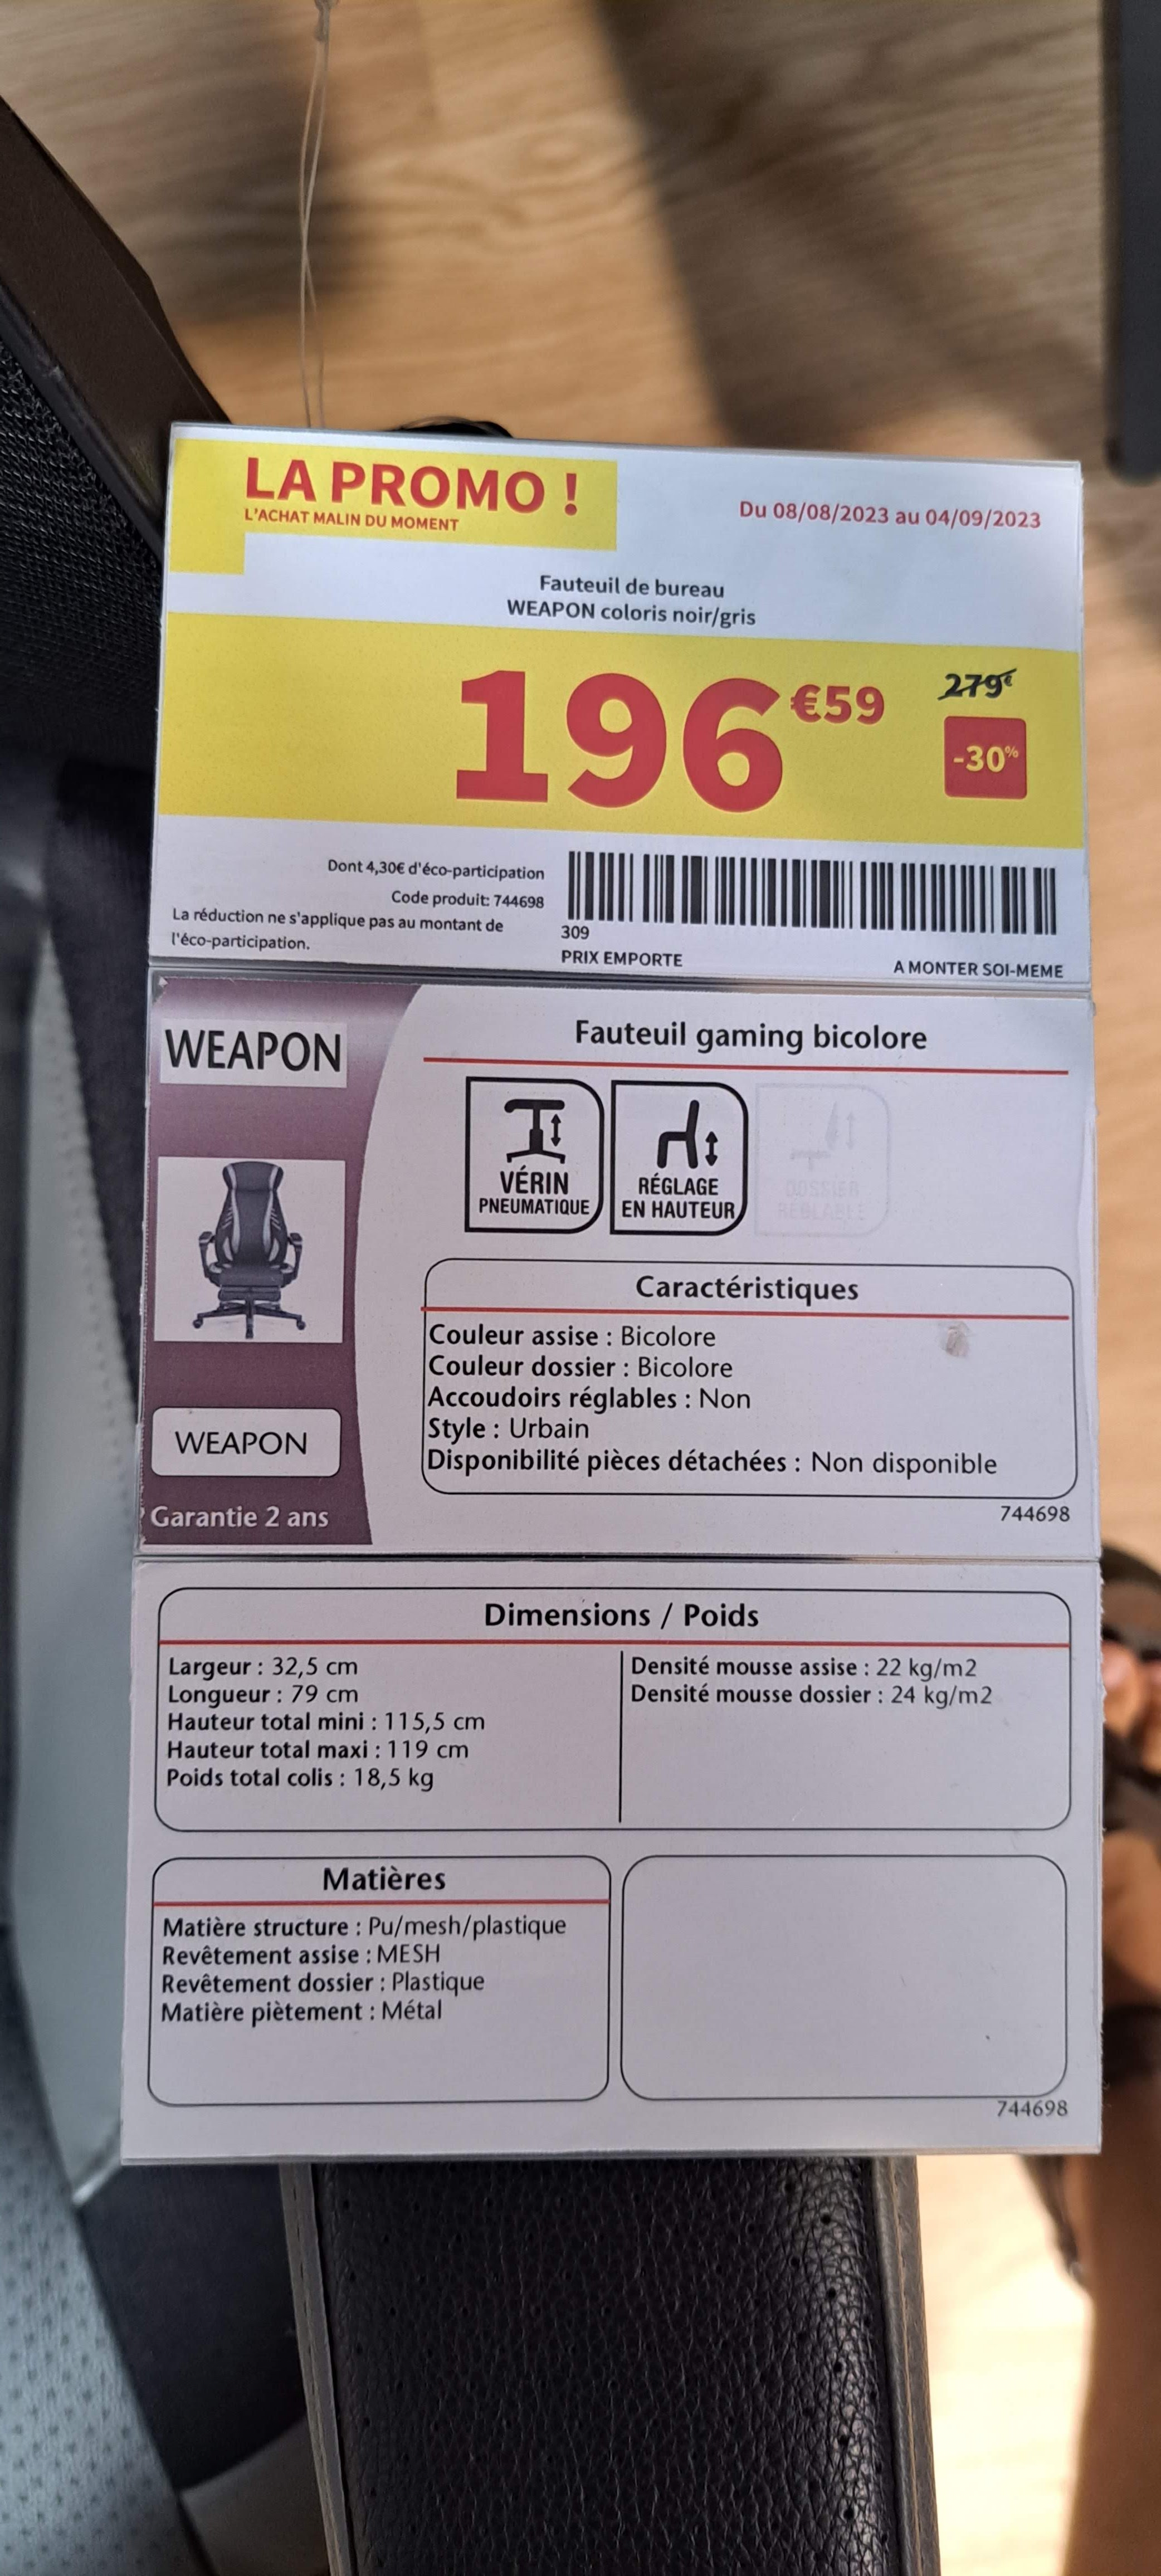 LA PROMO !
L'ACHAT MALIN DU MOMENT
Du 08/08/2023 au 04/09/2023
Fauteuil de bureau
WEAPON coloris noir/gris
196€59
279€
-30%
Dont 4,30€ d'éco-participation
Code produit: 744698
La réduction ne s'applique pas au montant de
l'éco-participation.
309
PRIX EMPORTE
A MONTER SOI-MEME
WEAPON
Fauteuil gaming bicolore
VÉRIN
PNEUMATIQUE
RÉGLAGE
EN HAUTEUR
DOSSIER
RÉGLABLE
Caractéristiques
Couleur assise : Bicolore
Couleur dossier : Bicolore
Accoudoirs réglables : Non
Style : Urbain
Disponibilité pièces détachées : Non disponible
WEAPON
Garantie 2 ans
744698
Dimensions / Poids
Largeur : 32,5 cm
Longueur : 79 cm
Hauteur total mini : 115,5 cm
Hauteur total maxi : 119 cm
Poids total colis : 18,5 kg
Densité mousse assise : 22 kg/m2
Densité mousse dossier : 24 kg/m2
Matières
Matière structure : Pu/mesh/plastique
Revêtement assise : MESH
Revêtement dossier : Plastique
Matière piètement : Métal
744698